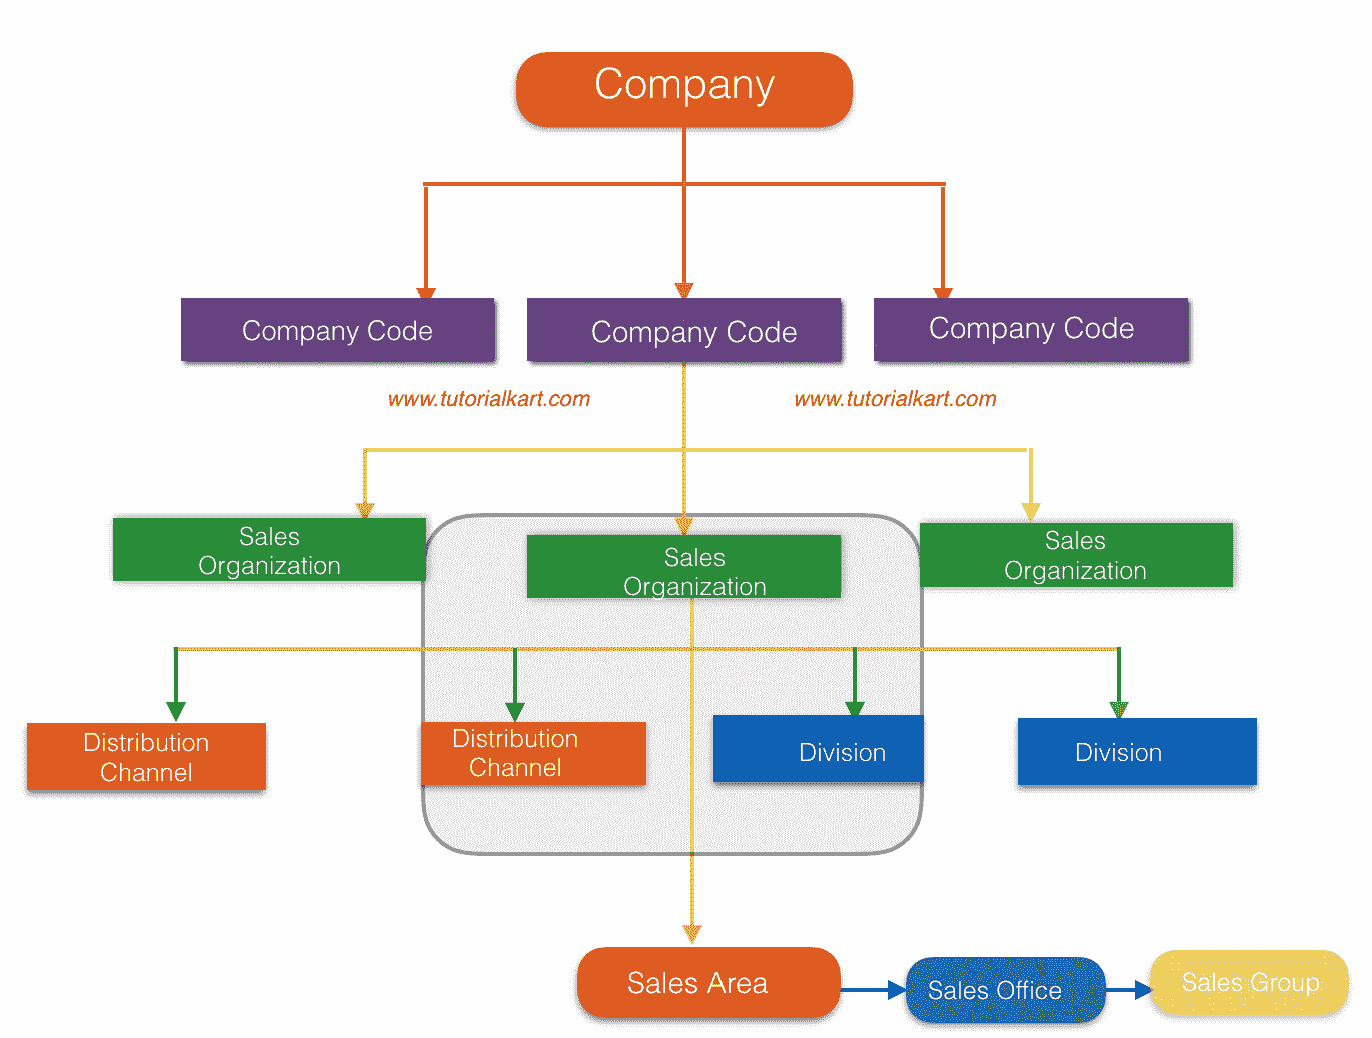 Company
Company Code
Company Code
Company Code
www.tutorialkart.com
www.tutorialkart.com
Sales
Organization
Sales
Organization
Sales
Organization
Distribution
Channel
Distribution
Channel
Division
Division
Sales Area
Sales Office
Sales Group